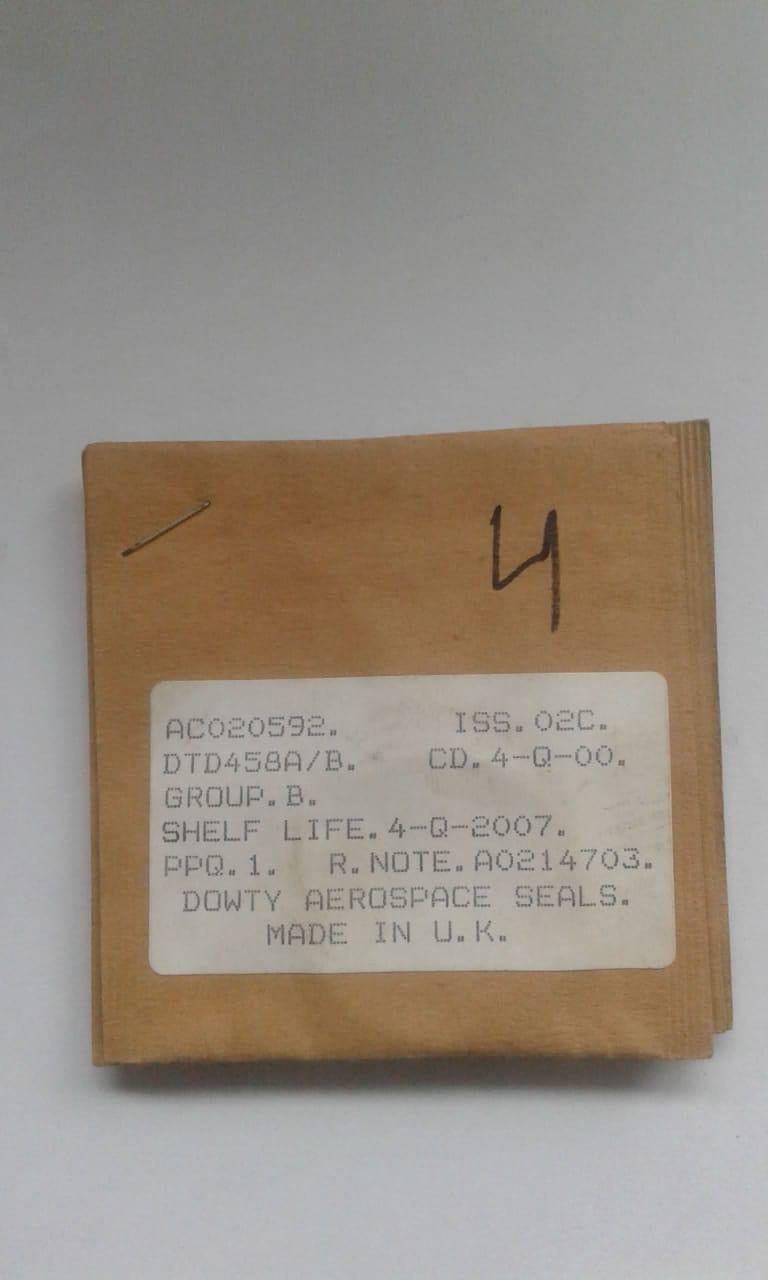 4
AC020592. ISS.02C.
DTD458A/B. CD.4-Q-00.
GROUP.B.
SHELF LIFE.4-Q-2007.
PPQ.1. R.NOTE.A0214703.
DOWTY AEROSPACE SEALS.
MADE IN U.K.